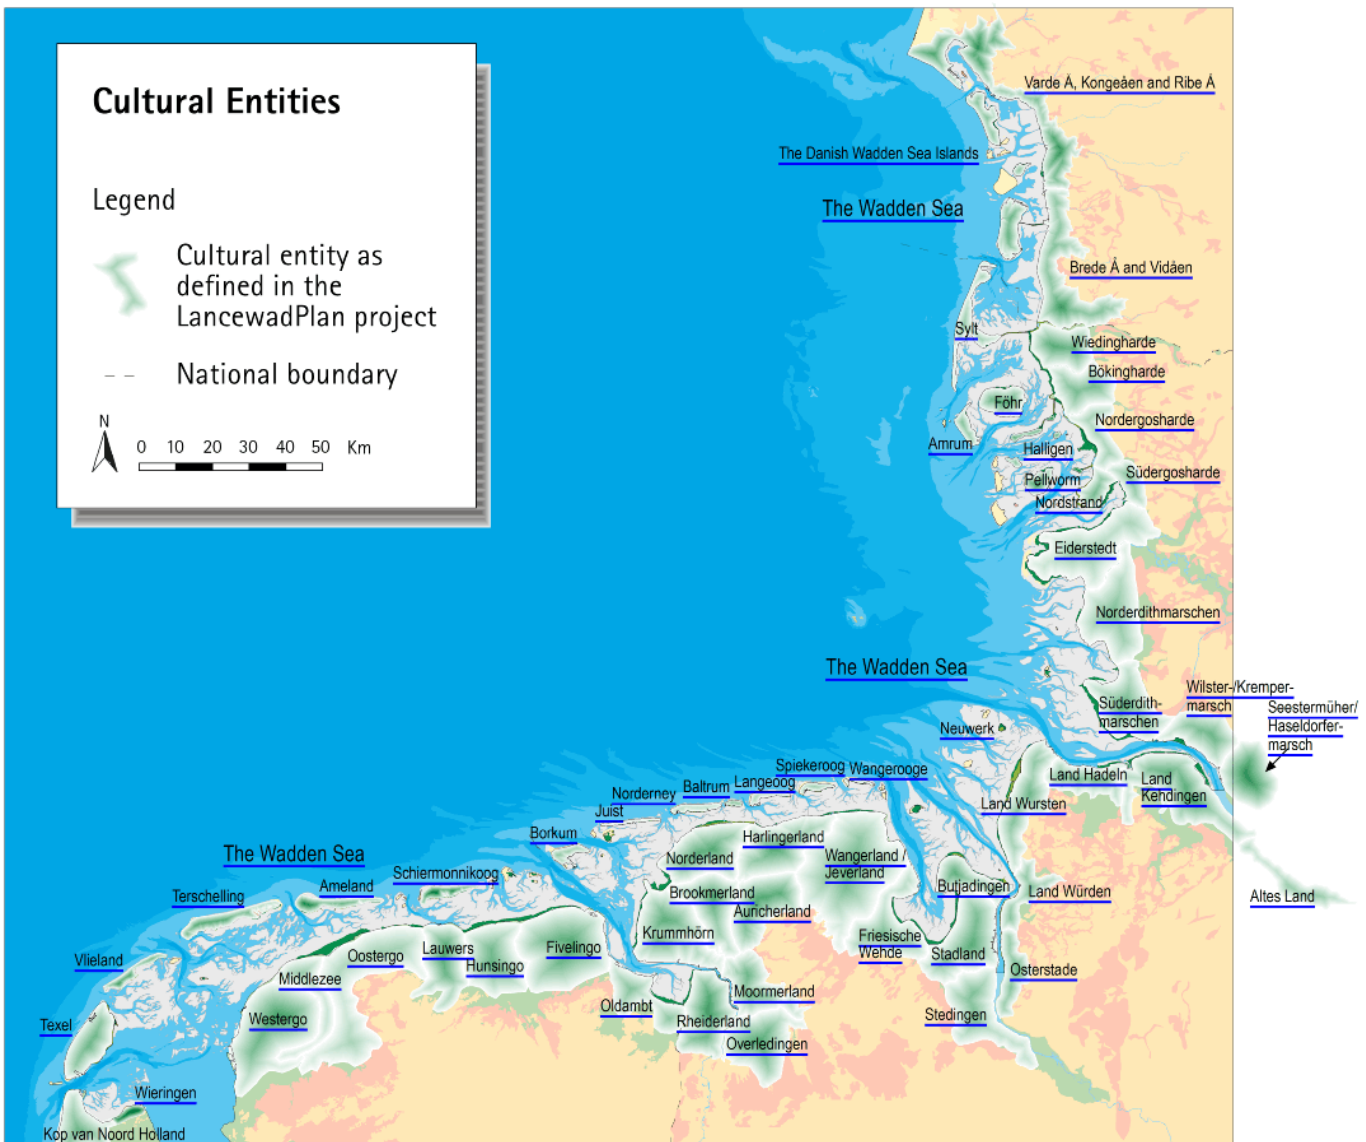 Cultural Entities
Legend
Cultural entity as
defined in the
LancewadPlan project
National boundary
N
0 10 20 30 40 50 Km
Varde Å, Kongeåen and Ribe Å
The Danish Wadden Sea Islands
The Wadden Sea
Brede Å and Vidåen
Sylt
Wiedingharde
Bökingharde
Föhr
Nordergosharde
Amrum
Halligen
Südergosharde
Pellworm
Nordstrand
Eiderstedt
Norderdithmarschen
The Wadden Sea
Wilster-/Kremper-
marsch
Seestermüher/
Haseldorfer-
marsch
Süderdith-
marschen
Neuwerk
Spiekeroog
Wangerooge
Land Hadeln
Land
Kendingen
Langeoog
Baltrum
Norderney
Juist
Land Wursten
Borkum
Harlingerland
The Wadden Sea
Norderland
Wangerland /
Jeverland
Schiermonnikoog
Ameland
Terschelling
Brookmerland
Butjadingen
Land Würden
Altes Land
Auricherland
Krummhörn
Friesische
Wehde
Stadland
Lauwers
Fivelingo
Oostergo
Hunsingo
Vlieland
Middlezee
Osterstade
Moormerland
Oldambt
Stedingen
Westergo
Rheiderland
Texel
Overledingen
Wieringen
Kop van Noord Holland